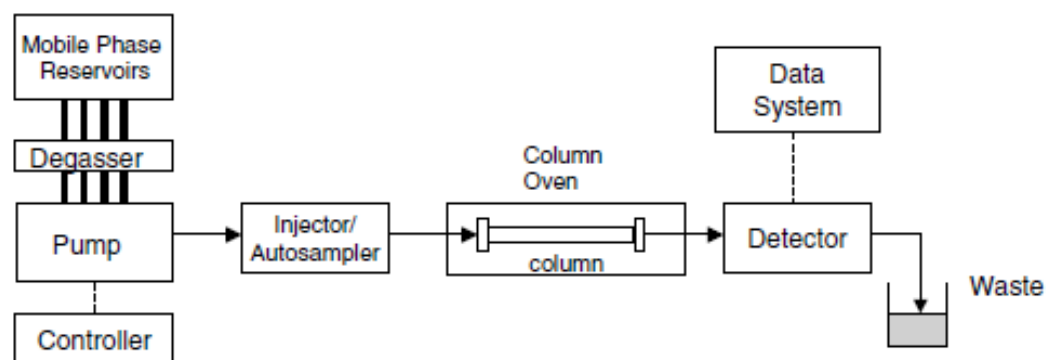 Mobile Phase
Reservoirs
Degasser
Pump
Controller
Injector/
Autosampler
Column
Oven
column
Data
System
Detector
Waste